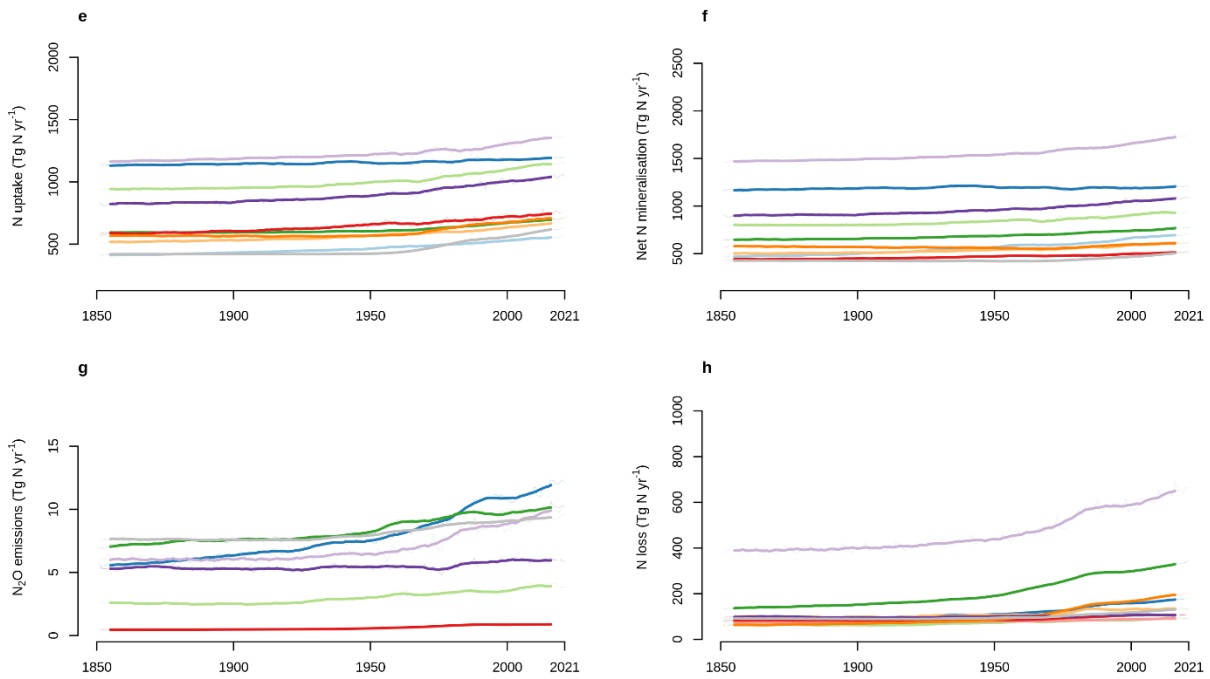 e
N uptake (Tg N yr⁻¹)
2000
1500
1000
500
1850 1900 1950 2000 2021
f
Net N mineralisation (Tg N yr⁻¹)
2500
2000
1500
1000
500
1850 1900 1950 2000 2021
g
N₂O emissions (Tg N yr⁻¹)
15
10
5
0
1850 1900 1950 2000 2021
h
N loss (Tg N yr⁻¹)
1000
800
600
400
200
0
1850 1900 1950 2000 2021